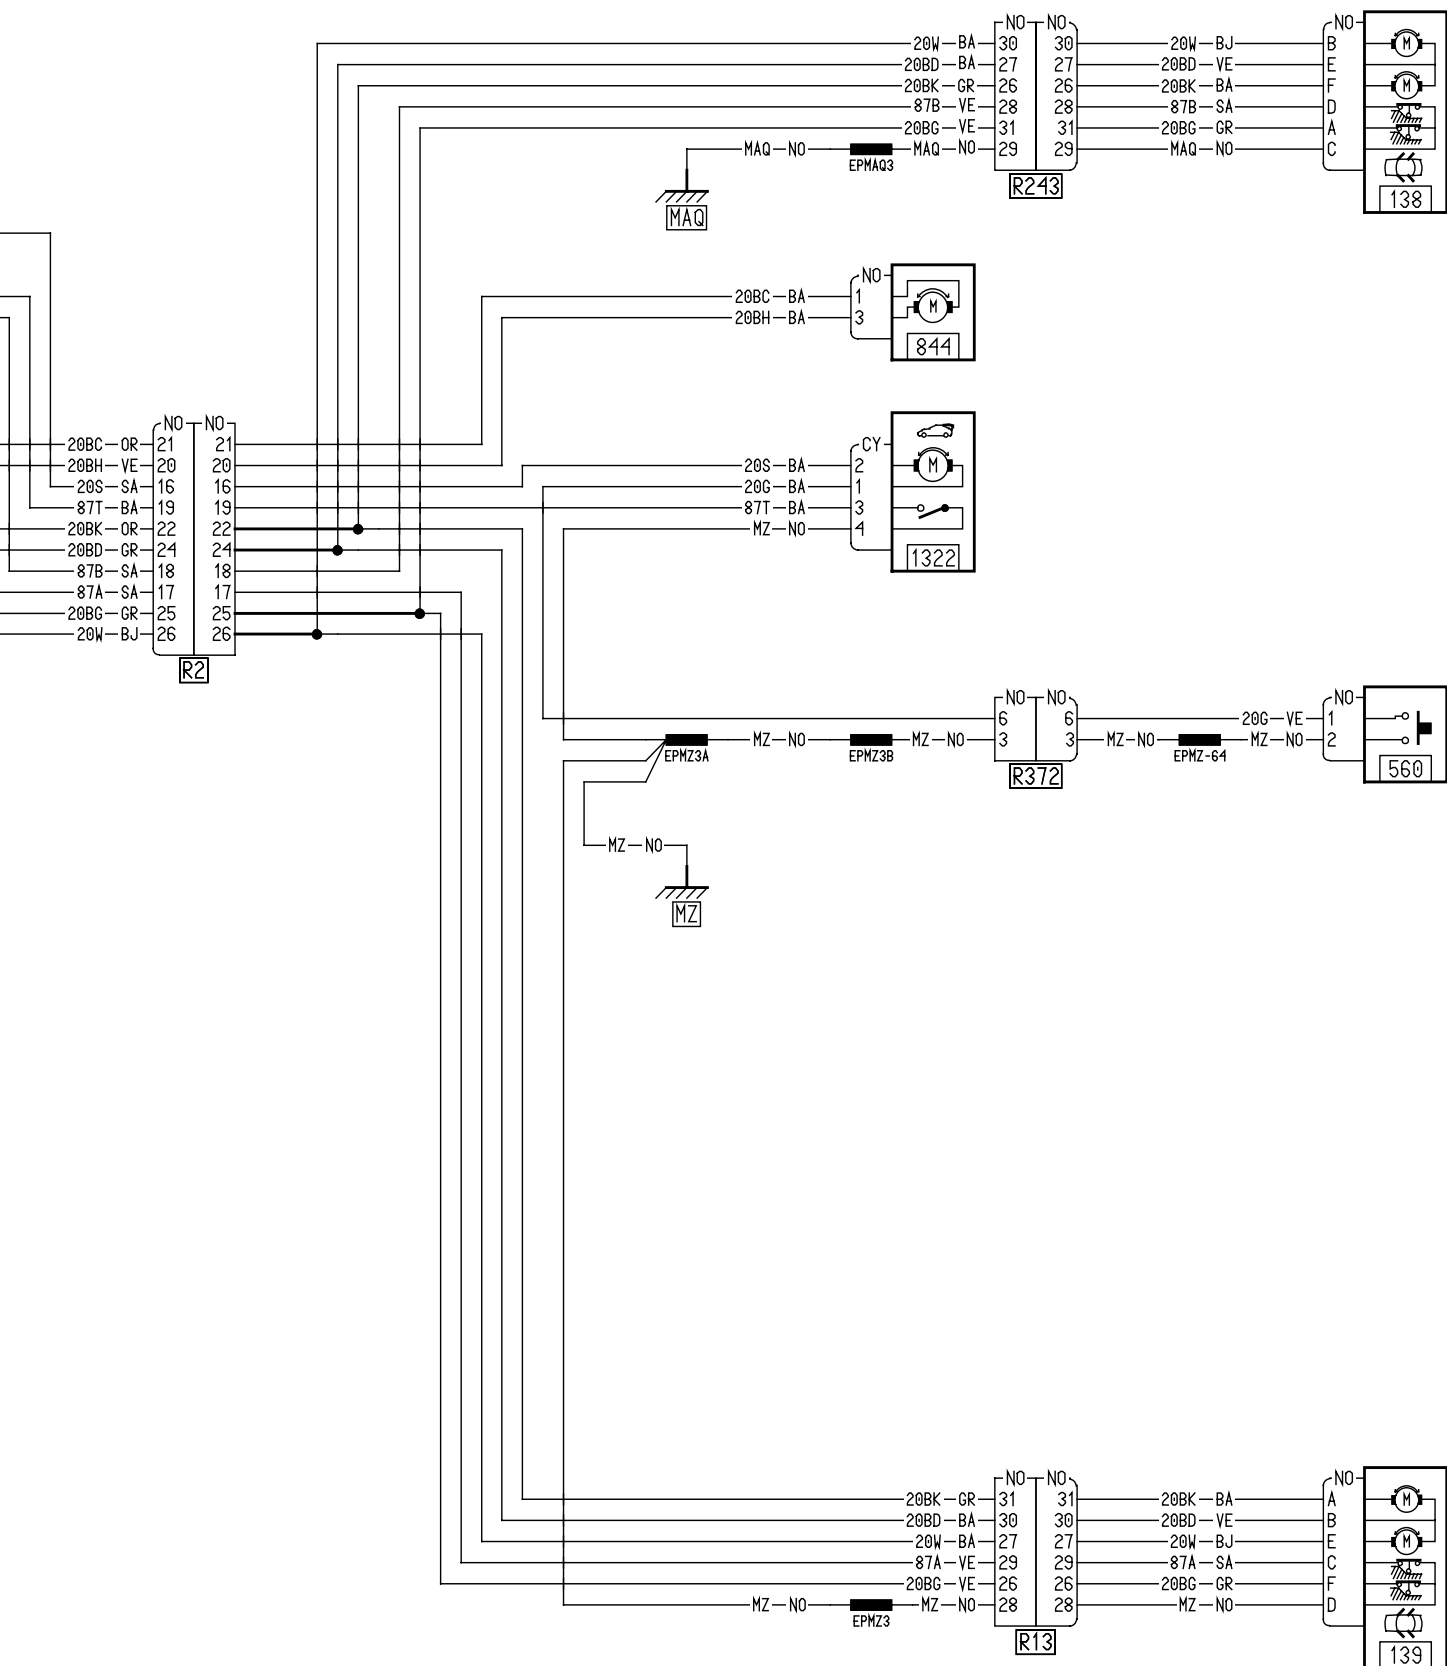 NO NO NO
20W BA 30 30 20W BJ B M
20BD BA 27 27 20BD VE E
20BK GR 26 26 20BK BA F M
87B VE 28 28 87B SA D
20BG VE 31 31 20BG GR A
MAQ NO EPMAQ3 MAQ NO 29 29 MAQ NO C
R243
138
MAQ
NO
20BC BA 1 M
20BH BA 3
844
NO NO
20BC OR 21 21
20BH VE 20 20
20S SA 16 16
87T BA 19 19
20BK OR 22 22
20BD GR 24 24
87B SA 18 18
87A SA 17 17
20BG GR 25 25
20W BJ 26 26
R2
CY
20S BA 2 M
20G BA 1
87T BA 3
MZ NO 4
1322
NO NO NO
6 6 20G VE 1
EPMZ3A MZ NO EPMZ3B MZ NO 3 3 MZ NO EPMZ-64 MZ NO 2
R372
560
MZ NO
MZ
NO NO NO
20BK GR 31 31 20BK BA A M
20BD BA 30 30 20BD VE B
20W BA 27 27 20W BJ E M
87A VE 29 29 87A SA C
20BG VE 26 26 20BG GR F
MZ NO EPMZ3 MZ NO 28 28 MZ NO D
R13
139